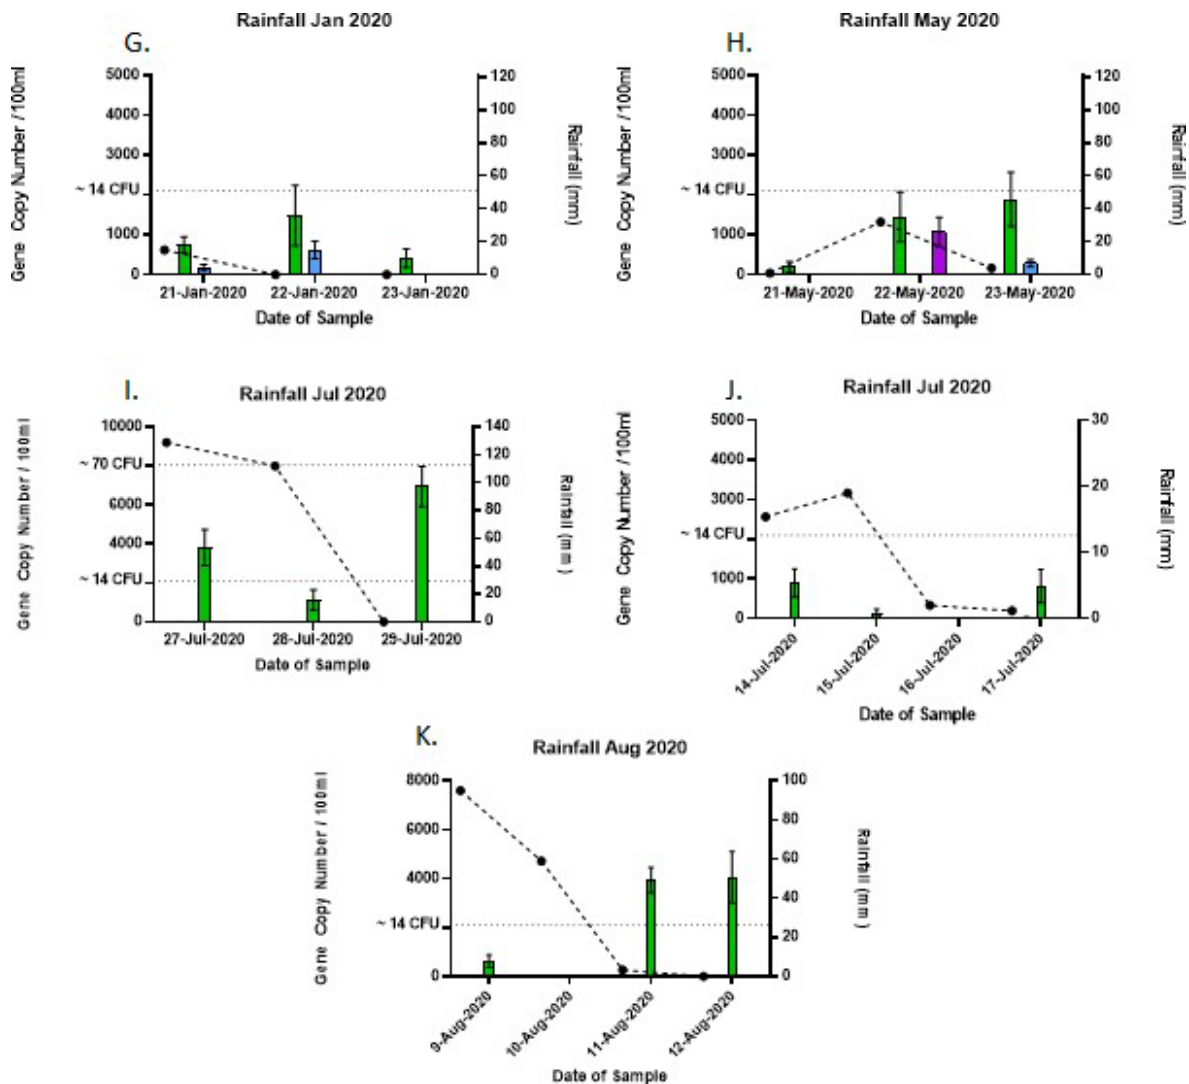 Rainfall Jan 2020
G.
Gene Copy Number / 100ml
5000
4000
3000
~ 14 CFU
1000
0
120
100
80
60
40
20
0
Rainfall (mm)
21-Jan-2020
22-Jan-2020
23-Jan-2020
Date of Sample
Rainfall May 2020
H.
Gene Copy Number / 100ml
5000
4000
3000
~ 14 CFU
1000
0
120
100
80
60
40
20
0
Rainfall (mm)
21-May-2020
22-May-2020
23-May-2020
Date of Sample
I.
Rainfall Jul 2020
Gene Copy Number / 100ml
10000
~ 70 CFU
6000
4000
~ 14 CFU
0
140
120
100
80
60
40
20
0
Rainfall (mm)
27-Jul-2020
28-Jul-2020
29-Jul-2020
Date of Sample
J.
Rainfall Jul 2020
Gene Copy Number / 100ml
5000
4000
3000
~ 14 CFU
1000
0
30
20
10
0
Rainfall (mm)
14-Jul-2020
15-Jul-2020
16-Jul-2020
17-Jul-2020
Date of Sample
K.
Rainfall Aug 2020
Gene Copy Number / 100ml
8000
6000
4000
~ 14 CFU
0
100
80
60
40
20
0
Rainfall (mm)
9-Aug-2020
10-Aug-2020
11-Aug-2020
12-Aug-2020
Date of Sample